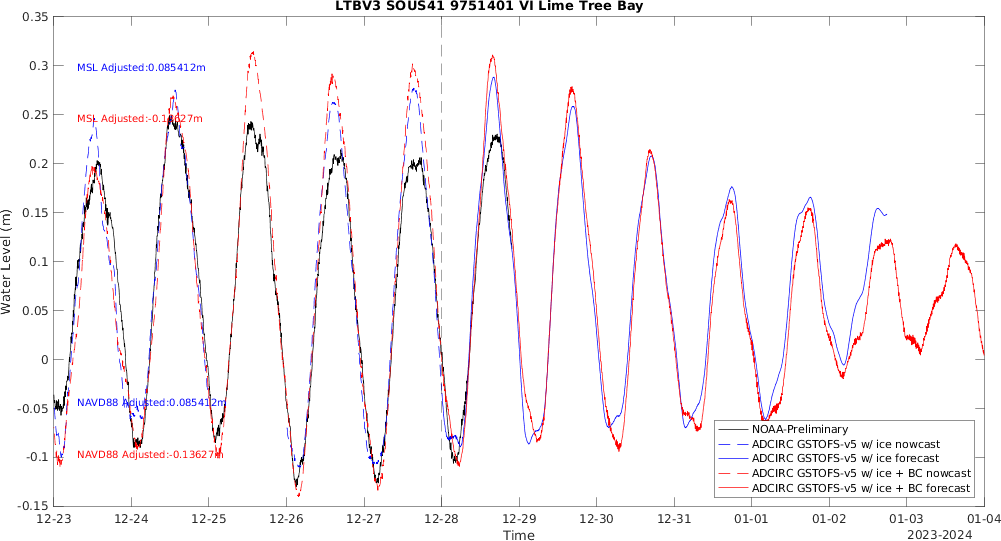 LTBV3 SOUS41 9751401 VI Lime Tree Bay
0.35
0.3
0.25
0.2
0.15
0.1
0.05
0
-0.05
-0.1
-0.15
Water Level (m)
MSL Adjusted:0.085412m
MSL Adjusted:-0.13627m
NAVD88 Adjusted:0.085412m
NAVD88 Adjusted:-0.13627m
NOAA-Preliminary
ADCIRC GSTOFS-v5 w/ ice nowcast
ADCIRC GSTOFS-v5 w/ ice forecast
ADCIRC GSTOFS-v5 w/ ice + BC nowcast
ADCIRC GSTOFS-v5 w/ ice + BC forecast
12-23 12-24 12-25 12-26 12-27 12-28 12-29 12-30 12-31 01-01 01-02 01-03 01-04
Time
2023-2024